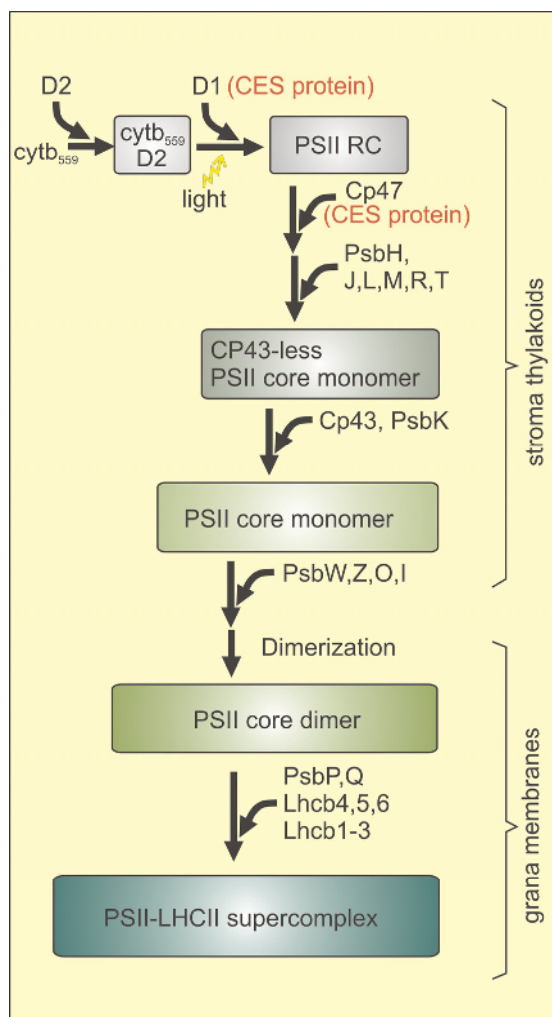 D2
D1 (CES protein)
cytb559
cytb559
D2
PSII RC
light
Cp47
(CES protein)
PsbH,
J,L,M,R,T
CP43-less
PSII core monomer
Cp43, PsbK
PSII core monomer
PsbW,Z,O,I
stroma thylakoids
Dimerization
PSII core dimer
PsbP,Q
Lhcb4,5,6
Lhcb1-3
PSII-LHCII supercomplex
grana membranes